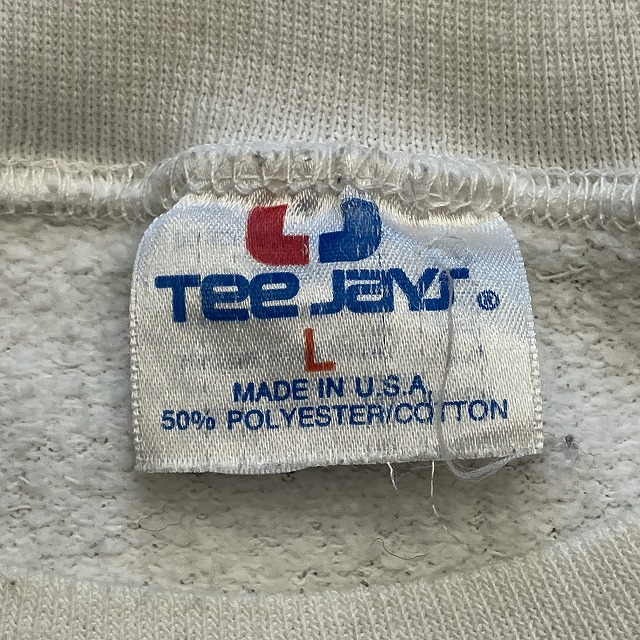 Tee Jays ®
L
MADE IN U.S.A.
50% POLYESTER/COTTON